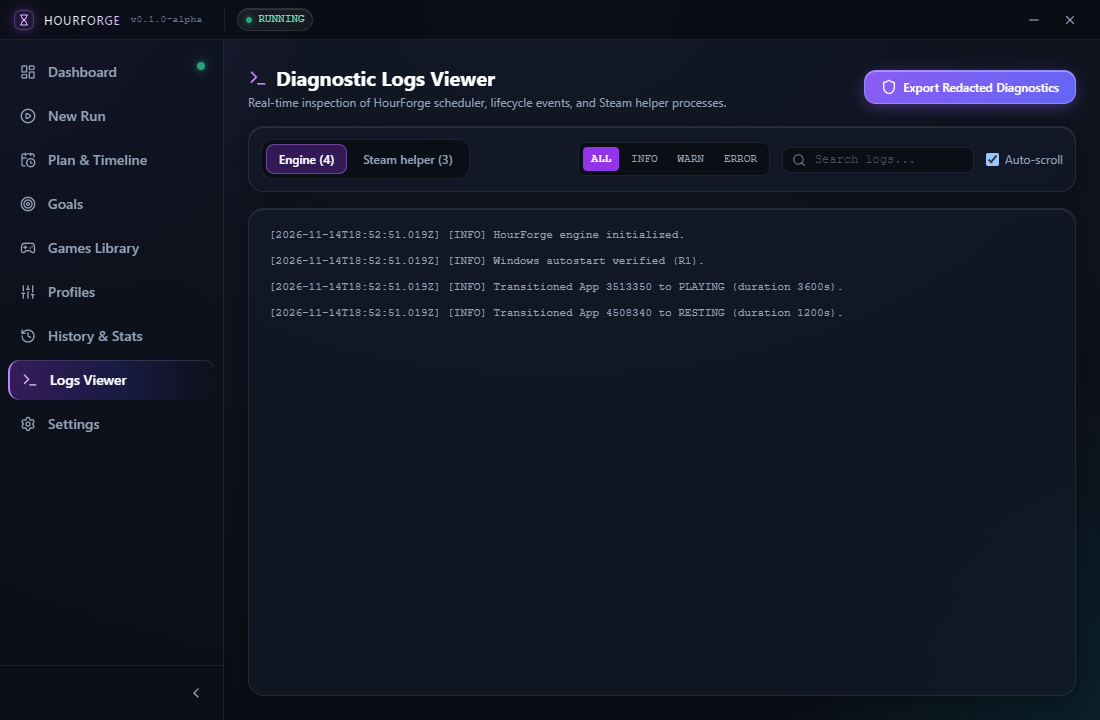 HOURFORGE v0.1.0-alpha RUNNING
Dashboard
New Run
Plan & Timeline
Goals
Games Library
Profiles
History & Stats
Logs Viewer
Settings
Diagnostic Logs Viewer
Real-time inspection of HourForge scheduler, lifecycle events, and Steam helper processes.
Export Redacted Diagnostics
Engine (4) Steam helper (3) ALL INFO WARN ERROR Search logs... Auto-scroll
[2026-11-14T18:52:51.019Z] [INFO] HourForge engine initialized.
[2026-11-14T18:52:51.019Z] [INFO] Windows autostart verified (R1).
[2026-11-14T18:52:51.019Z] [INFO] Transitioned App 3513350 to PLAYING (duration 3600s).
[2026-11-14T18:52:51.019Z] [INFO] Transitioned App 4508340 to RESTING (duration 1200s).